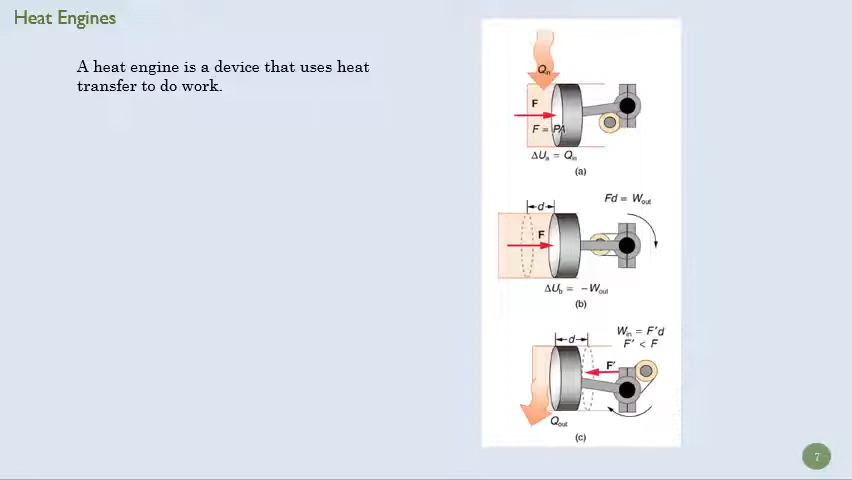 Heat Engines
A heat engine is a device that uses heat
transfer to do work.
Qin
F
F = PA
ΔUa = Qin
(a)
d
Fd = Wout
F
ΔUb = −Wout
(b)
d
Win = F′d
F′ < F
F′
Qout
(c)
7